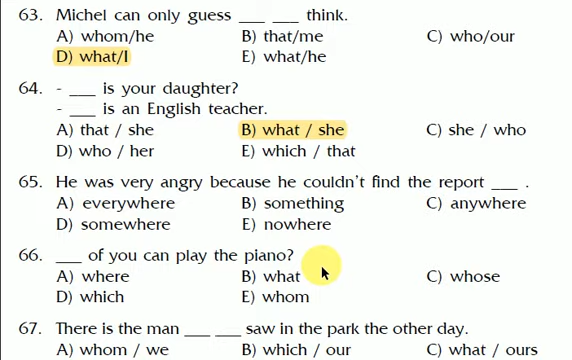 63. Michel can only guess ___ ___ think.
A) whom/he B) that/me C) who/our
D) what/I E) what/he
64. - ___ is your daughter?
- ___ is an English teacher.
A) that / she B) what / she C) she / who
D) who / her E) which / that
65. He was very angry because he couldn't find the report ___ .
A) everywhere B) something C) anywhere
D) somewhere E) nowhere
66. ___ of you can play the piano?
A) where B) what C) whose
D) which E) whom
67. There is the man ___ ___ saw in the park the other day.
A) whom / we B) which / our C) what / ours